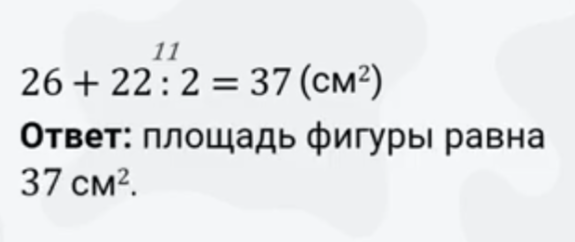 11
26 + 22 : 2 = 37 (см²)
Ответ: площадь фигуры равна
37 см².